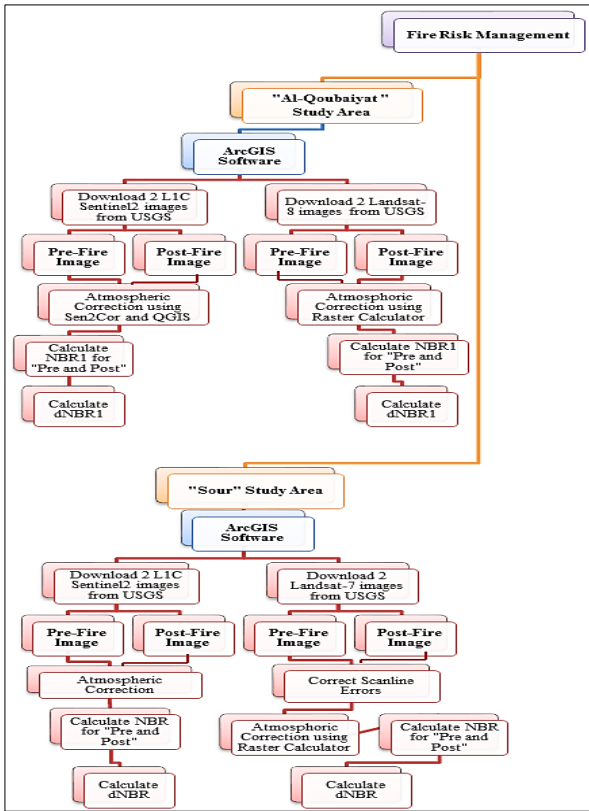 Fire Risk Management
"Al-Qoubaiyat "
Study Area
ArcGIS
Software
Download 2 L1C
Sentinel2 images
from USGS
Download 2 Landsat-
8 images from USGS
Pre-Fire
Image
Post-Fire
Image
Pre-Fire
Image
Post-Fire
Image
Atmospheric
Correction using
Sen2Cor and QGIS
Atmosphoric
Correction using
Raster Calculator
Calculate
NBR1 for
"Pre and Post"
Calculate NBR1
for "Pre and
Post"
Calculate
dNBR1
Calculate
dNBR1
"Sour" Study Area
ArcGIS
Software
Download 2 L1C
Sentinel2 images
from USGS
Download 2
Landsat-7 images
from USGS
Pre-Fire
Image
Post-Fire
Image
Pre-Fire
Image
Post-Fire
Image
Atmospheric
Correction
Correct Scanline
Errors
Calculate NBR
for "Pre and
Post"
Atmosphoric
Correction using
Raster Calculator
Calculate NBR
for "Pre and
Post"
Calculate
dNBR
Calculate
dNBR